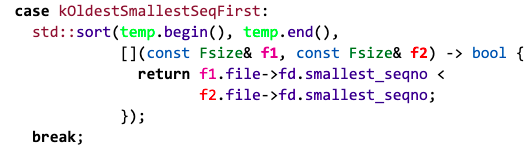 case kOldestSmallestSeqFirst:
  std::sort(temp.begin(), temp.end(),
            [](const Fsize& f1, const Fsize& f2) -> bool {
              return f1.file->fd.smallest_seqno <
                     f2.file->fd.smallest_seqno;
            });
  break;